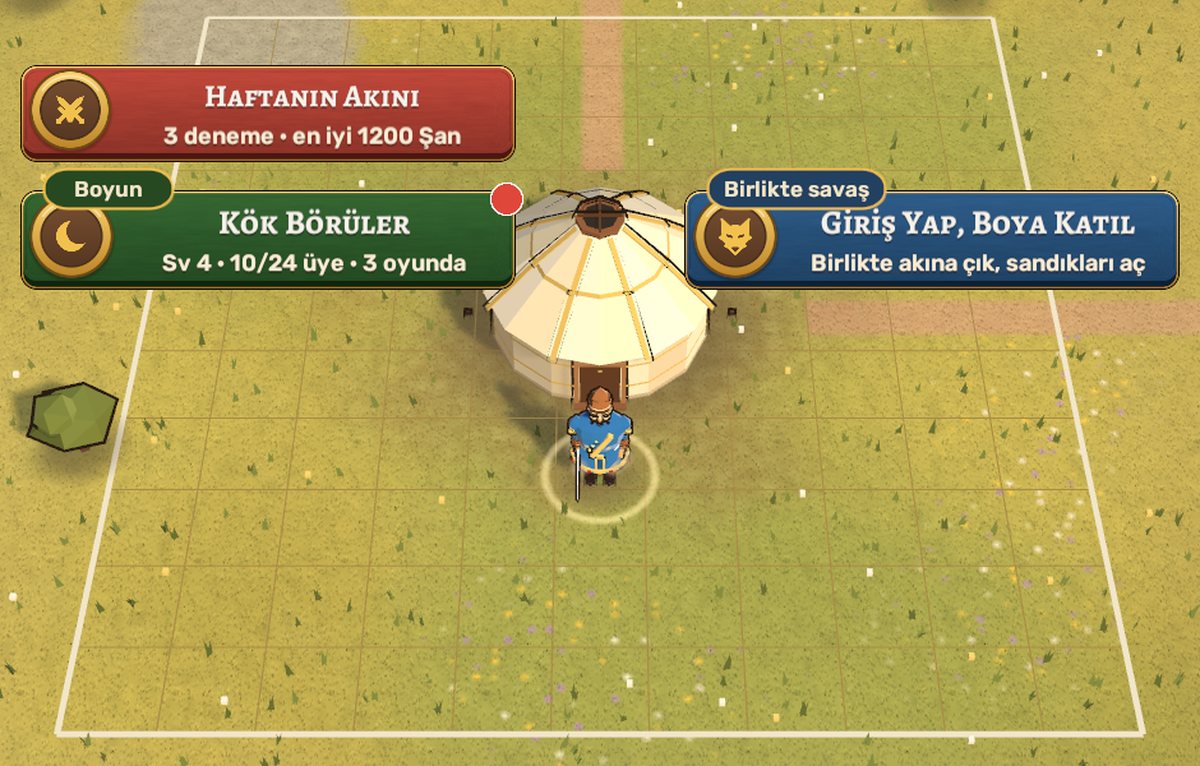 Haftanın Akını
3 deneme • en iyi 1200 Şan
Boyun
Kök Börüler
Sv 4 • 10/24 üye • 3 oyunda
Birlikte savaş
Giriş Yap, Boya Katıl
Birlikte akına çık, sandıkları aç